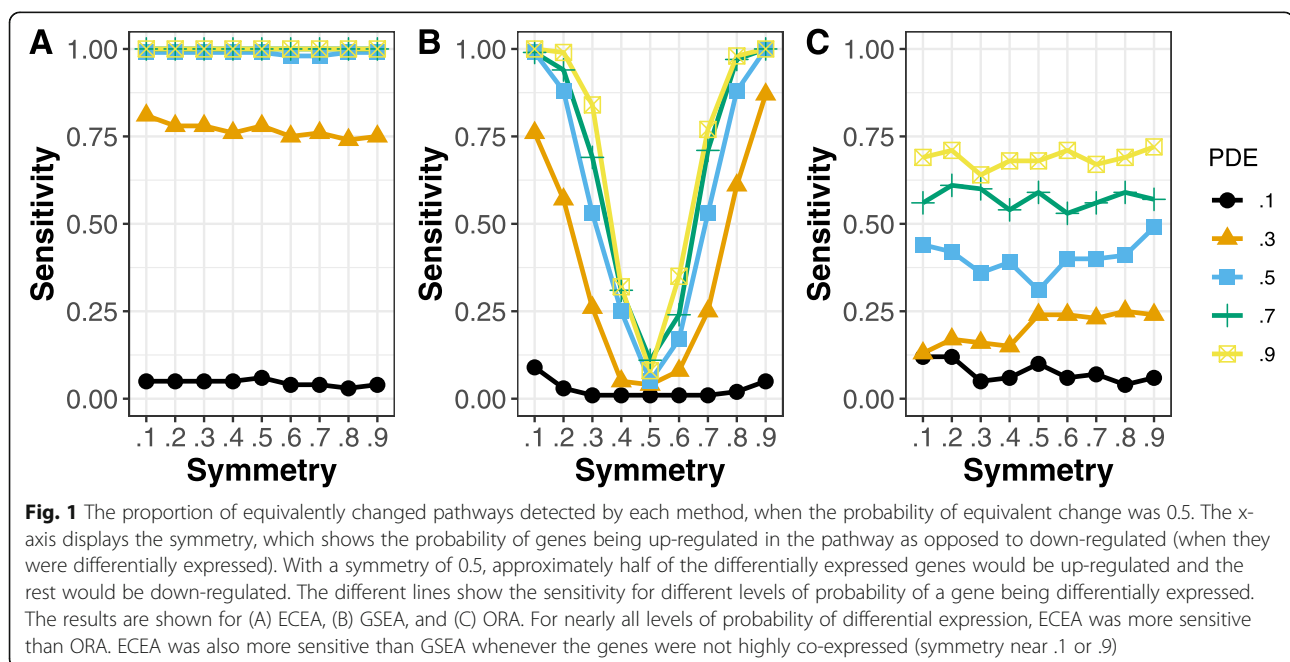 A
B
C
1.00
0.75
0.50
0.25
0.00
Sensitivity
.1 .2 .3 .4 .5 .6 .7 .8 .9
Symmetry
1.00
0.75
0.50
0.25
0.00
Sensitivity
.1 .2 .3 .4 .5 .6 .7 .8 .9
Symmetry
1.00
0.75
0.50
0.25
0.00
Sensitivity
.1 .2 .3 .4 .5 .6 .7 .8 .9
Symmetry
PDE
.1
.3
.5
.7
.9
Fig. 1 The proportion of equivalently changed pathways detected by each method, when the probability of equivalent change was 0.5. The x-
axis displays the symmetry, which shows the probability of genes being up-regulated in the pathway as opposed to down-regulated (when they
were differentially expressed). With a symmetry of 0.5, approximately half of the differentially expressed genes would be up-regulated and the
rest would be down-regulated. The different lines show the sensitivity for different levels of probability of a gene being differentially expressed.
The results are shown for (A) ECEA, (B) GSEA, and (C) ORA. For nearly all levels of probability of differential expression, ECEA was more sensitive
than ORA. ECEA was also more sensitive than GSEA whenever the genes were not highly co-expressed (symmetry near .1 or .9)